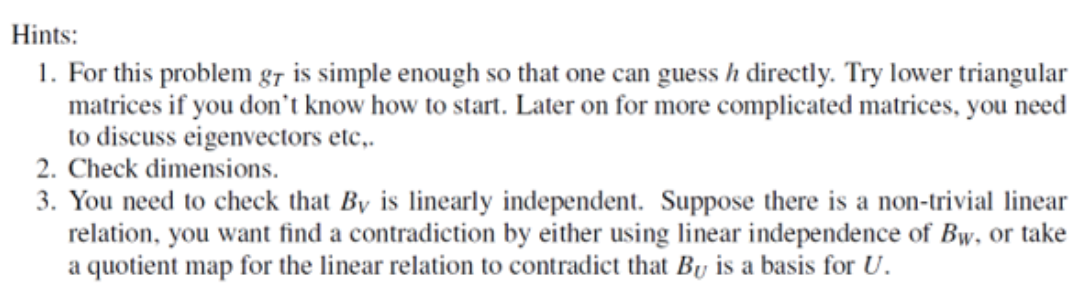 Hints:
1. For this problem g_T is simple enough so that one can guess h directly. Try lower triangular
matrices if you don't know how to start. Later on for more complicated matrices, you need
to discuss eigenvectors etc,.
2. Check dimensions.
3. You need to check that B_V is linearly independent. Suppose there is a non-trivial linear
relation, you want find a contradiction by either using linear independence of B_W, or take
a quotient map for the linear relation to contradict that B_U is a basis for U.